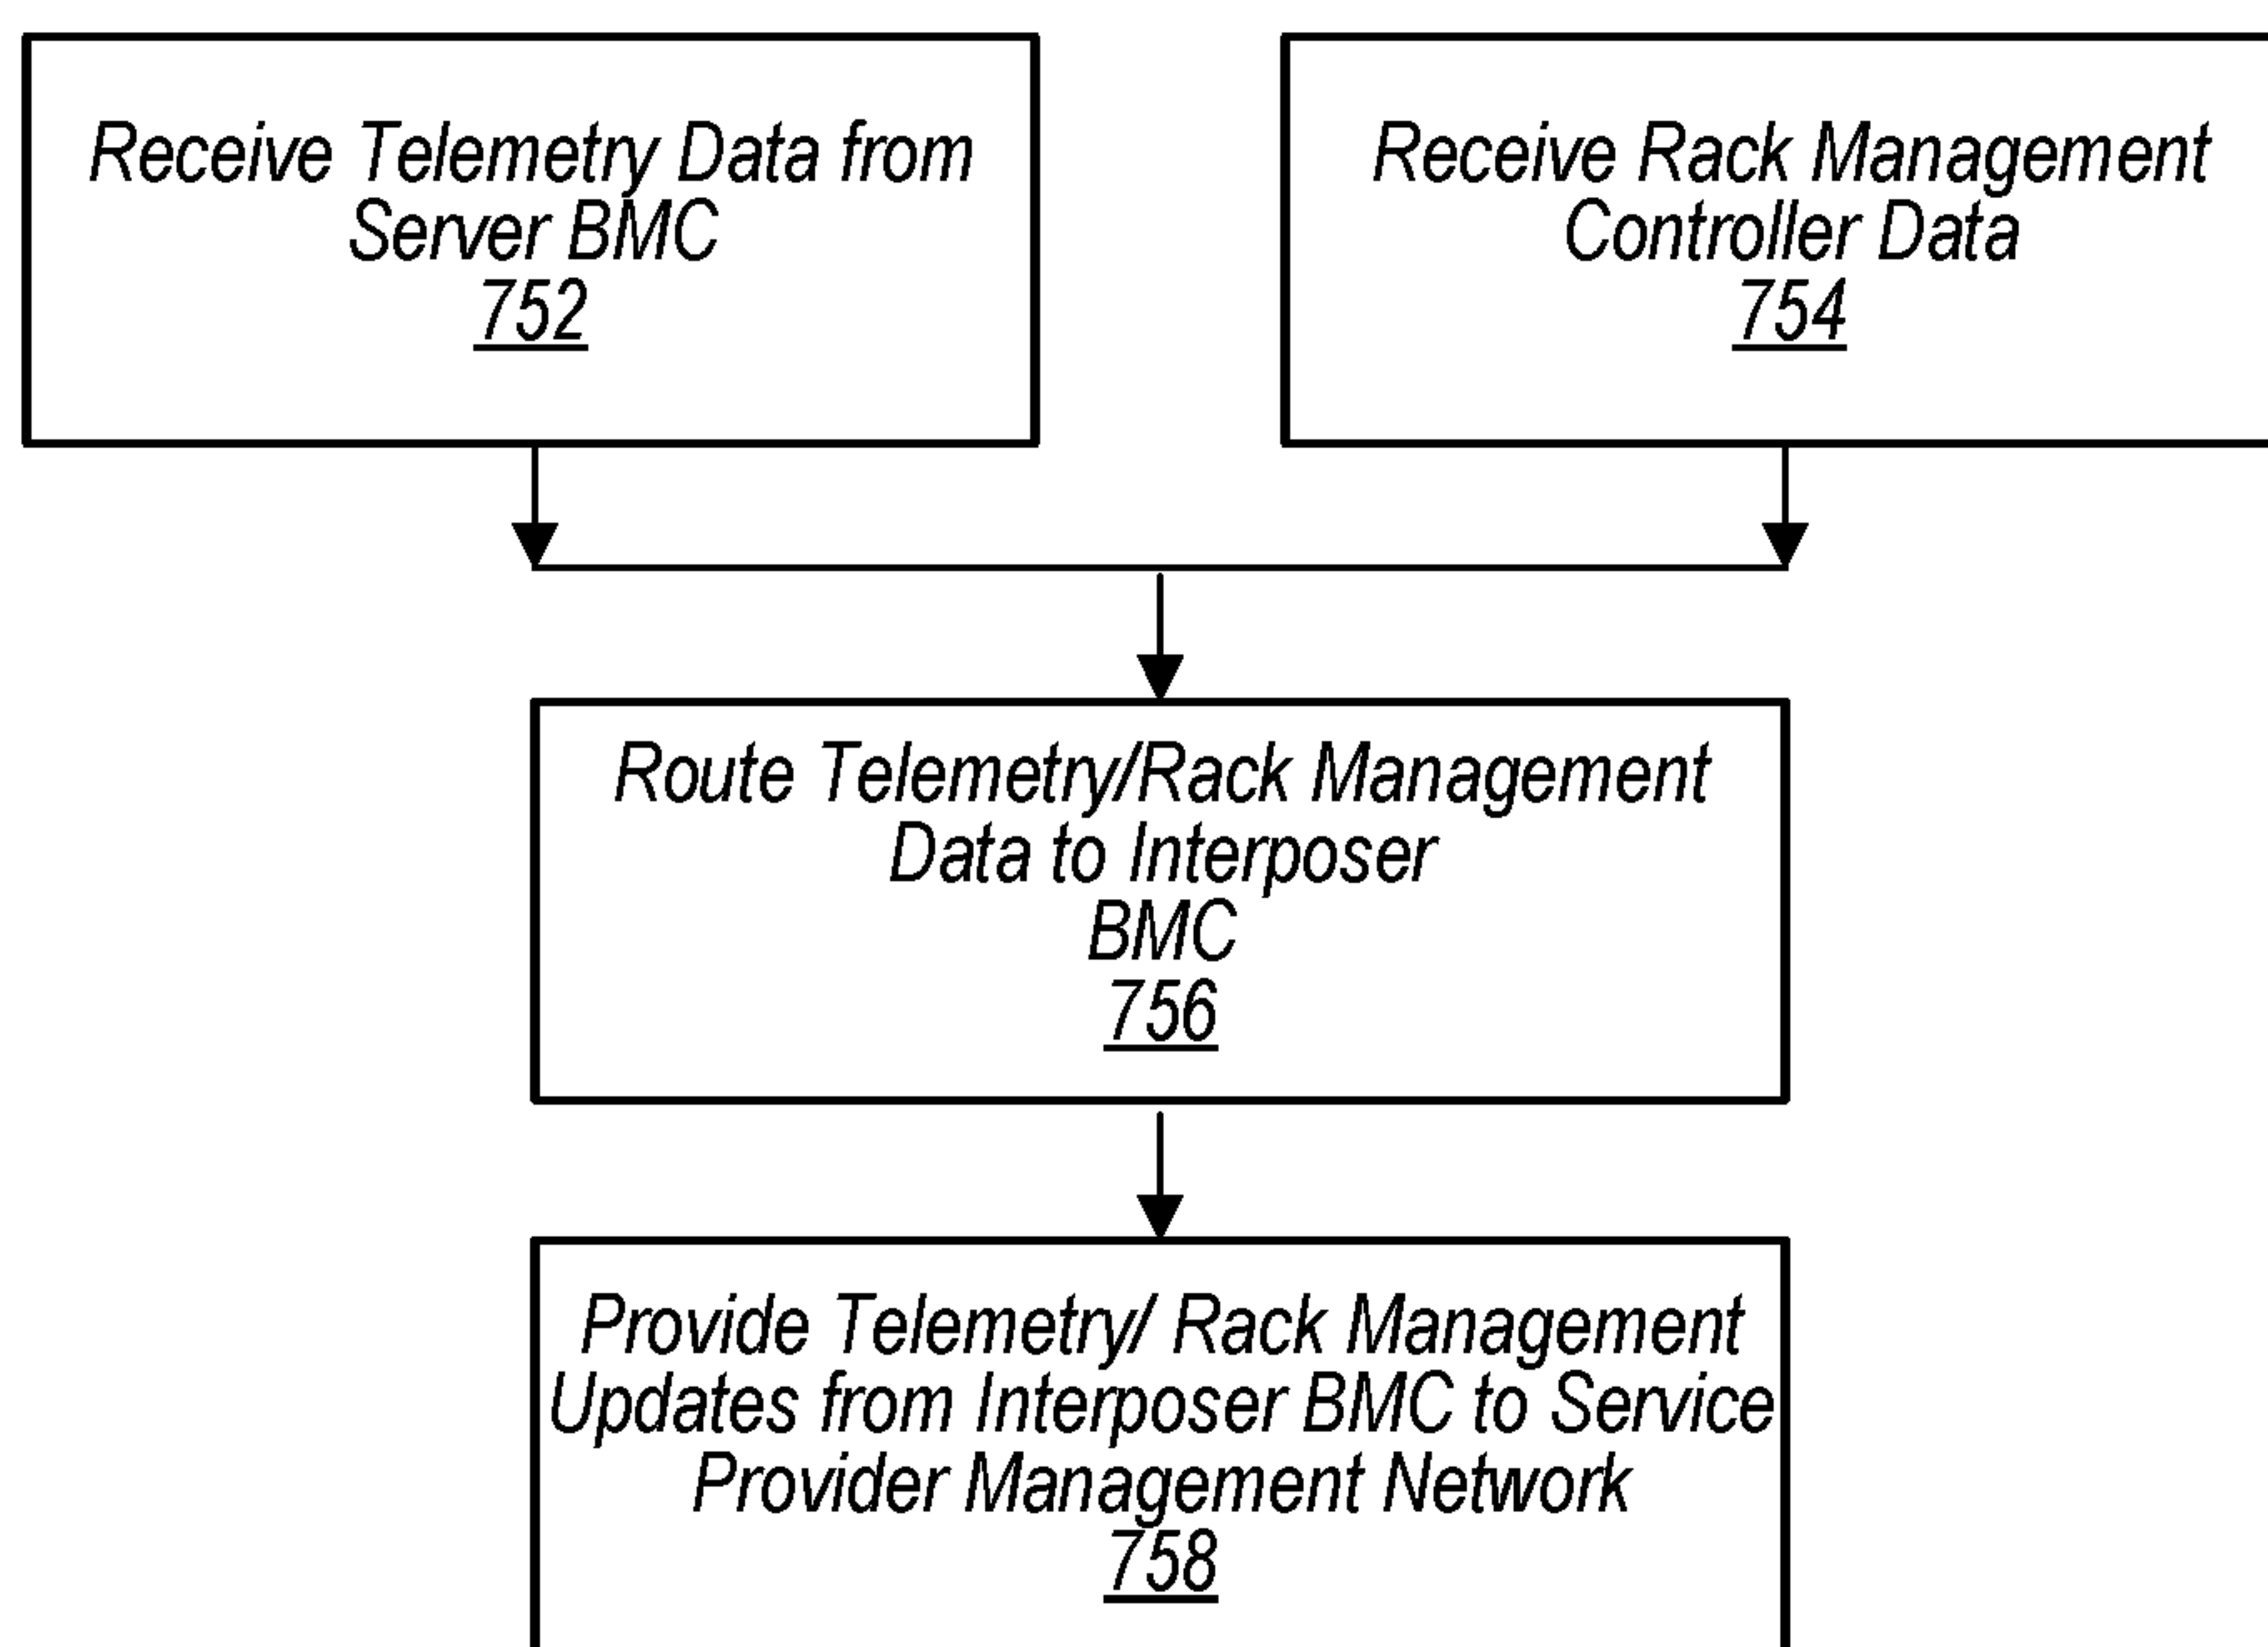 Receive Telemetry Data from
Server BMC
752
Receive Rack Management
Controller Data
754
Route Telemetry/Rack Management
Data to Interposer
BMC
756
Provide Telemetry/ Rack Management
Updates from Interposer BMC to Service
Provider Management Network
758